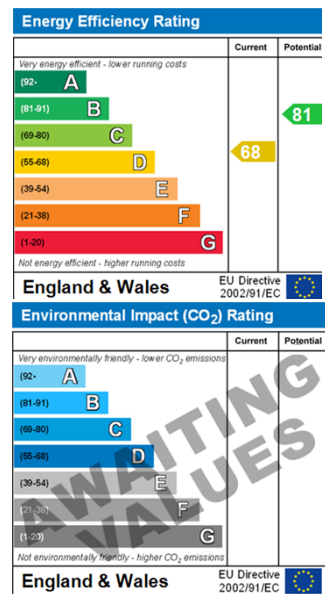 Energy Efficiency Rating
Current Potential
Very energy efficient - lower running costs
(92- A
(81-91) B
81
(69-80) C
68
(55-68) D
(39-54) E
(21-38) F
(1-20) G
Not energy efficient - higher running costs
England & Wales
EU Directive
2002/91/EC
Environmental Impact (CO2) Rating
Current Potential
Very environmentally friendly - lower CO2 emissions
(92- A
(81-91) B
(69-80) C
(55-68) D
(39-54) E
(21-38) F
(1-20) G
AWAITING
VALUES
Not environmentally friendly - higher CO2 emissions
England & Wales
EU Directive
2002/91/EC